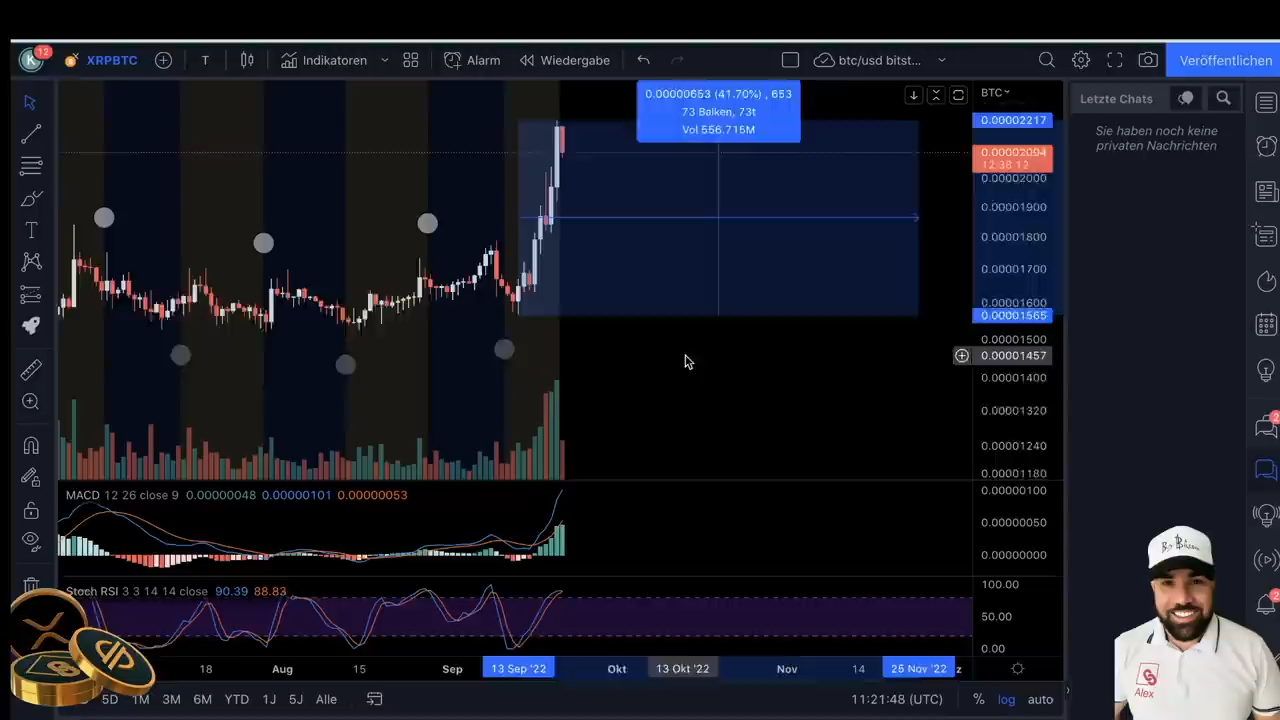 K 12 XRPBTC T Indikatoren Alarm Wiedergabe btc/usd bitst... Veröffentlichen
0.00000653 (41.70%) , 653
73 Balken, 73t
Vol 556.715M
BTC
Letzte Chats
Sie haben noch keine
privaten Nachrichten
0.00002217
0.00002094
12:38:12
0.00002000
0.00001900
0.00001800
0.00001700
0.00001600
0.00001565
0.00001500
0.00001457
0.00001400
0.00001320
0.00001240
0.00001180
MACD 12 26 close 9 0.00000048 0.00000101 0.00000053
0.00000100
0.00000050
0.00000000
Stoch RSI 3 3 14 14 close 90.39 88.83
100.00
50.00
0.00
18 Aug 15 Sep 13 Sep '22 Okt 13 Okt '22 Nov 14 25 Nov '22 z
5D 1M 3M 6M YTD 1J 5J Alle 11:21:48 (UTC) % log auto
Alex